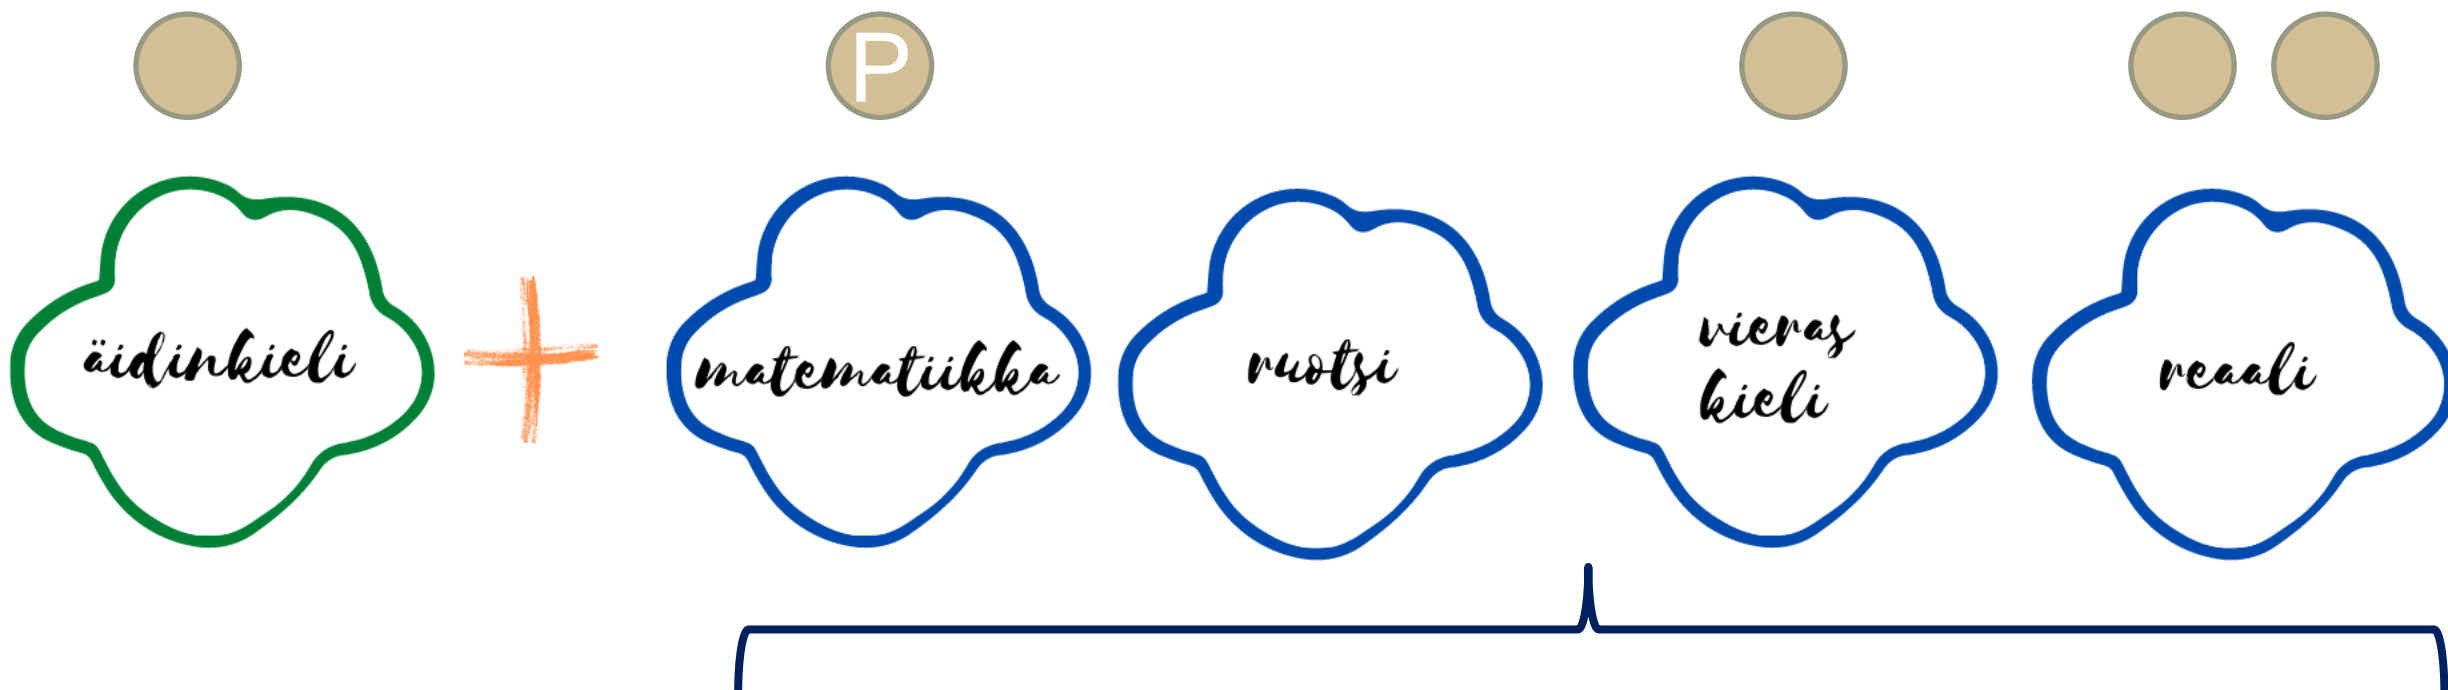 P
äidinkieli
matematiikka
ruotsi
vieras
kieli
reaali